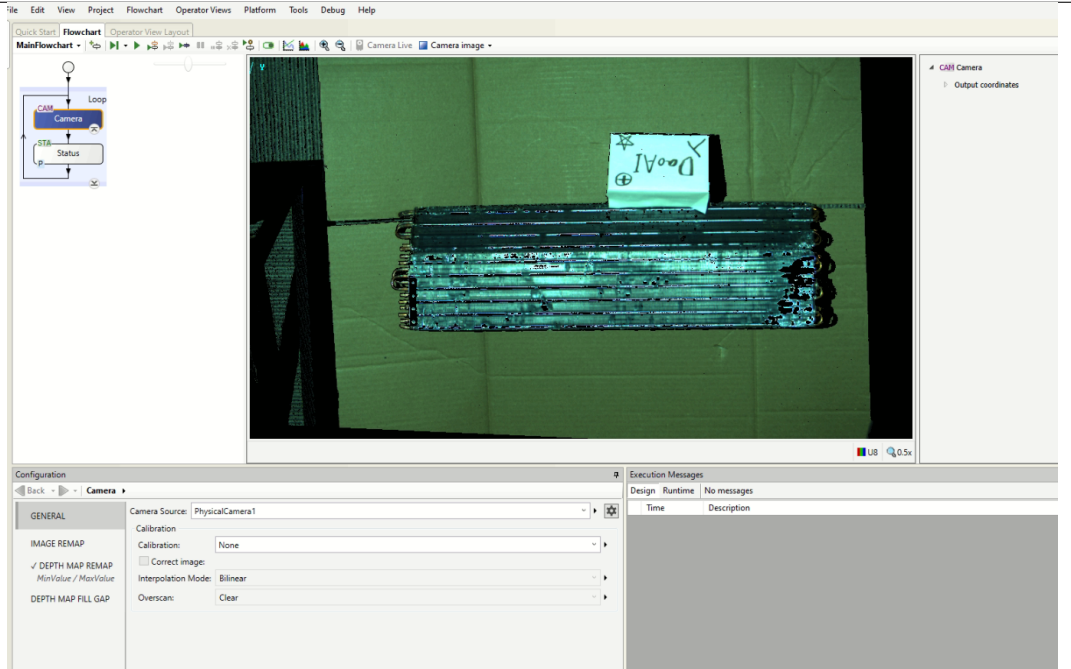 File Edit View Project Flowchart Operator Views Platform Tools Debug Help
Quick Start Flowchart Operator View Layout
MainFlowchart
Camera Live Camera image
Loop
CAM
Camera
STA
Status
P
Y
DaoAI
CAM Camera
Output coordinates
U8 0.5x
Configuration
Back Camera
GENERAL
IMAGE REMAP
✓ DEPTH MAP REMAP
MinValue / MaxValue
DEPTH MAP FILL GAP
Camera Source: PhysicalCamera1
Calibration
Calibration: None
Correct image:
Interpolation Mode: Bilinear
Overscan: Clear
Execution Messages
Design Runtime No messages
Time Description